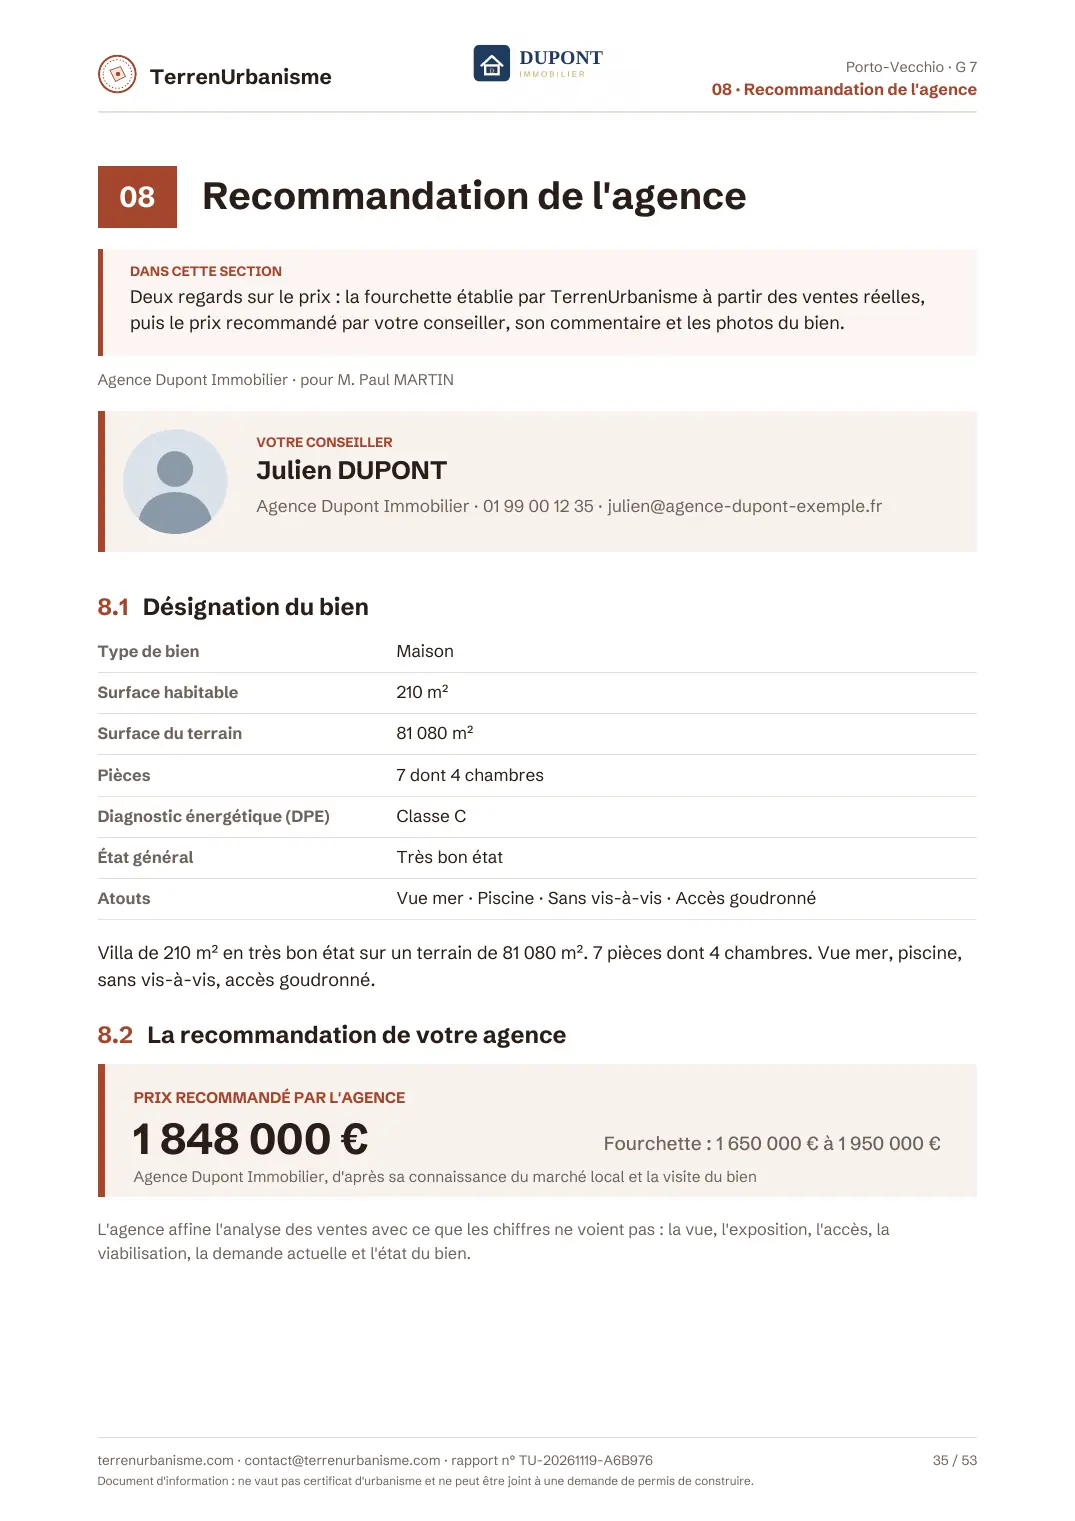 TerrenUrbanisme
DUPONT
IMMOBILIER
Porto-Vecchio · G 7
08 · Recommandation de l'agence
08 Recommandation de l'agence
DANS CETTE SECTION
Deux regards sur le prix : la fourchette établie par TerrenUrbanisme à partir des ventes réelles,
puis le prix recommandé par votre conseiller, son commentaire et les photos du bien.
Agence Dupont Immobilier · pour M. Paul MARTIN
VOTRE CONSEILLER
Julien DUPONT
Agence Dupont Immobilier · 01 99 00 12 35 · julien@agence-dupont-exemple.fr
8.1 Désignation du bien
Type de bien Maison
Surface habitable 210 m²
Surface du terrain 81 080 m²
Pièces 7 dont 4 chambres
Diagnostic énergétique (DPE) Classe C
État général Très bon état
Atouts Vue mer · Piscine · Sans vis-à-vis · Accès goudronné
Villa de 210 m² en très bon état sur un terrain de 81 080 m². 7 pièces dont 4 chambres. Vue mer, piscine,
sans vis-à-vis, accès goudronné.
8.2 La recommandation de votre agence
PRIX RECOMMANDÉ PAR L'AGENCE
1 848 000 € Fourchette : 1 650 000 € à 1 950 000 €
Agence Dupont Immobilier, d'après sa connaissance du marché local et la visite du bien
L'agence affine l'analyse des ventes avec ce que les chiffres ne voient pas : la vue, l'exposition, l'accès, la
viabilisation, la demande actuelle et l'état du bien.
terrenurbanisme.com · contact@terrenurbanisme.com · rapport n° TU-20261119-A6B976 35 / 53
Document d'information : ne vaut pas certificat d'urbanisme et ne peut être joint à une demande de permis de construire.